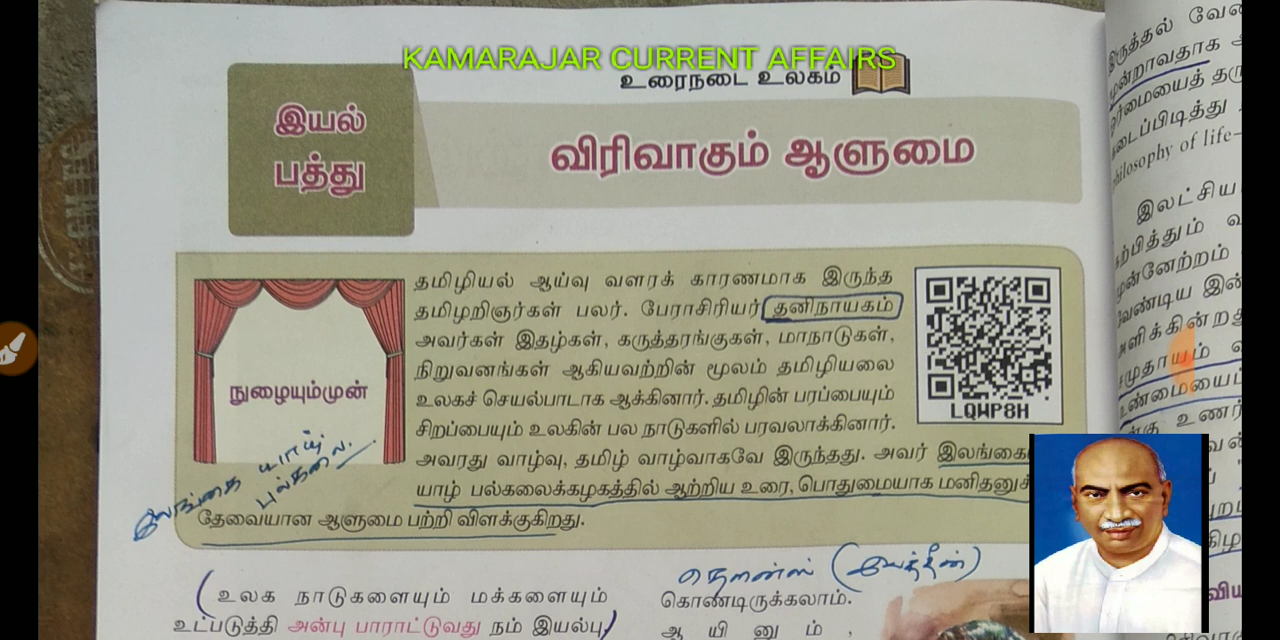 KAMARAJAR CURRENT AFFAIRS
உரைநடை உலகம்
இயல்
பத்து
விரிவாகும் ஆளுமை
நுழையும்முன்
தமிழியல் ஆய்வு வளரக் காரணமாக இருந்த
தமிழறிஞர்கள் பலர். பேராசிரியர் தனிநாயகம்
அவர்கள் இதழ்கள், கருத்தரங்குகள், மாநாடுகள்,
நிறுவனங்கள் ஆகியவற்றின் மூலம் தமிழியலை
உலகச் செயல்பாடாக ஆக்கினார். தமிழின் பரப்பையும்
சிறப்பையும் உலகின் பல நாடுகளில் பரவலாக்கினார்.
அவரது வாழ்வு, தமிழ் வாழ்வாகவே இருந்தது. அவர்
யாழ் பல்கலைக்கழகத்தில் ஆற்றிய உரை, பொதுமையாக
தேவையான ஆளுமை பற்றி விளக்குகிறது.
LQWP8H
இலங்கை யாழ்
பல்கலை.
உலக நாடுகளையும் மக்களையும்
உட்படுத்தி அன்பு பாராட்டுவது நம் இயல்பு
கொண்டிருக்கலாம்.
ஆயினும்,
இருத்தல்
மூன்றாவதாக
philosophy of life–